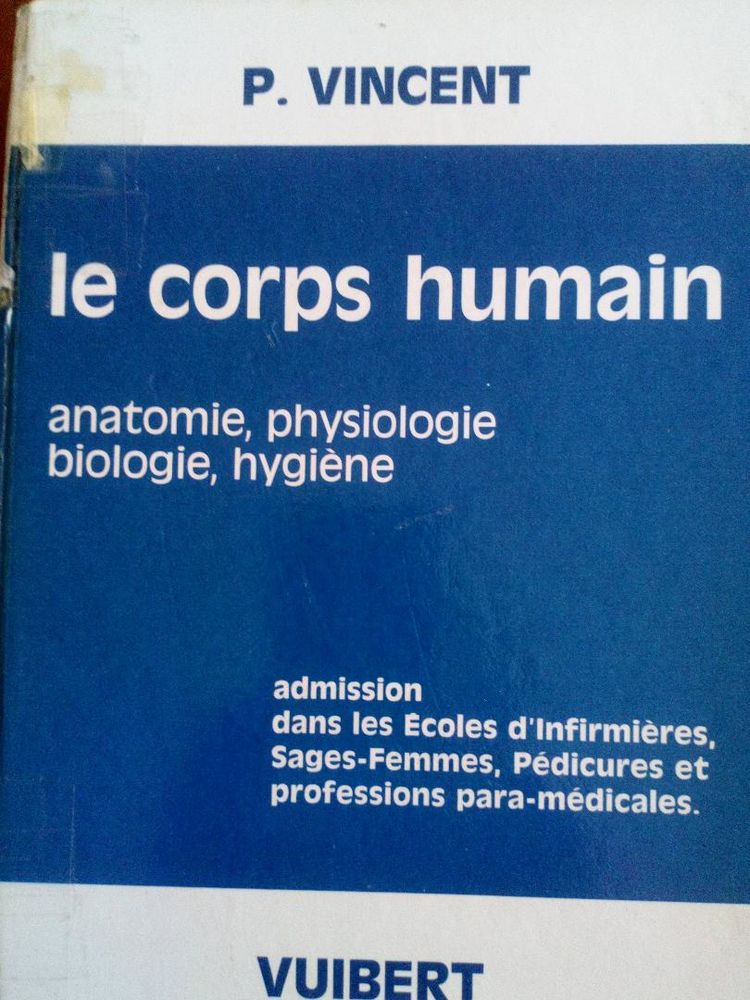 P. VINCENT
le corps humain
anatomie, physiologie
biologie, hygiène
admission
dans les Écoles d'Infirmières,
Sages-Femmes, Pédicures et
professions para-médicales.
VUIBERT